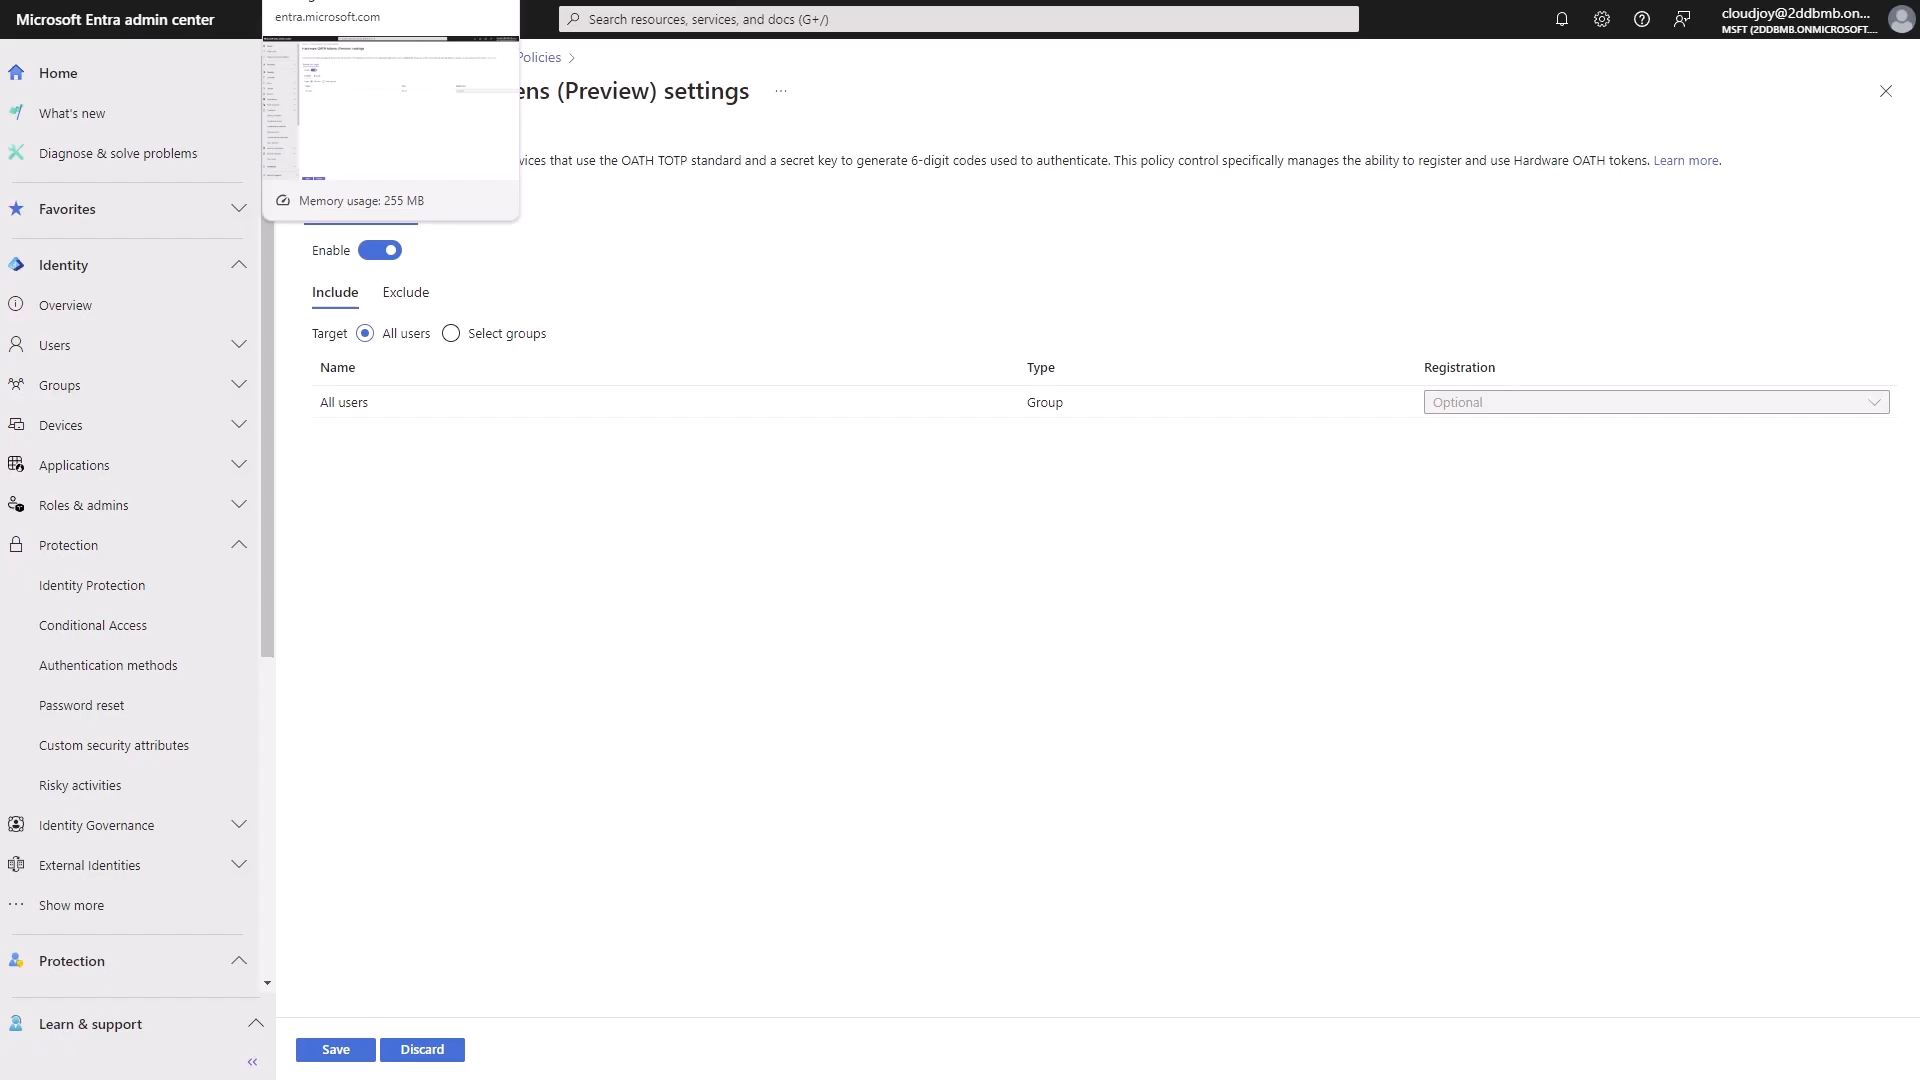 Microsoft Entra admin center
entra.microsoft.com
Search resources, services, and docs (G+/)
cloudjoy@2ddbmb.on...
MSFT (2DDBMB.ONMICROSOFT....
Home
What's new
Diagnose & solve problems
Favorites
Identity
Overview
Users
Groups
Devices
Applications
Roles & admins
Protection
Identity Protection
Conditional Access
Authentication methods
Password reset
Custom security attributes
Risky activities
Identity Governance
External Identities
Show more
Protection
Learn & support
Memory usage: 255 MB
Policies
ens (Preview) settings
vices that use the OATH TOTP standard and a secret key to generate 6-digit codes used to authenticate. This policy control specifically manages the ability to register and use Hardware OATH tokens. Learn more.
Enable
Include Exclude
Target All users Select groups
Name Type Registration
All users Group Optional
Save Discard